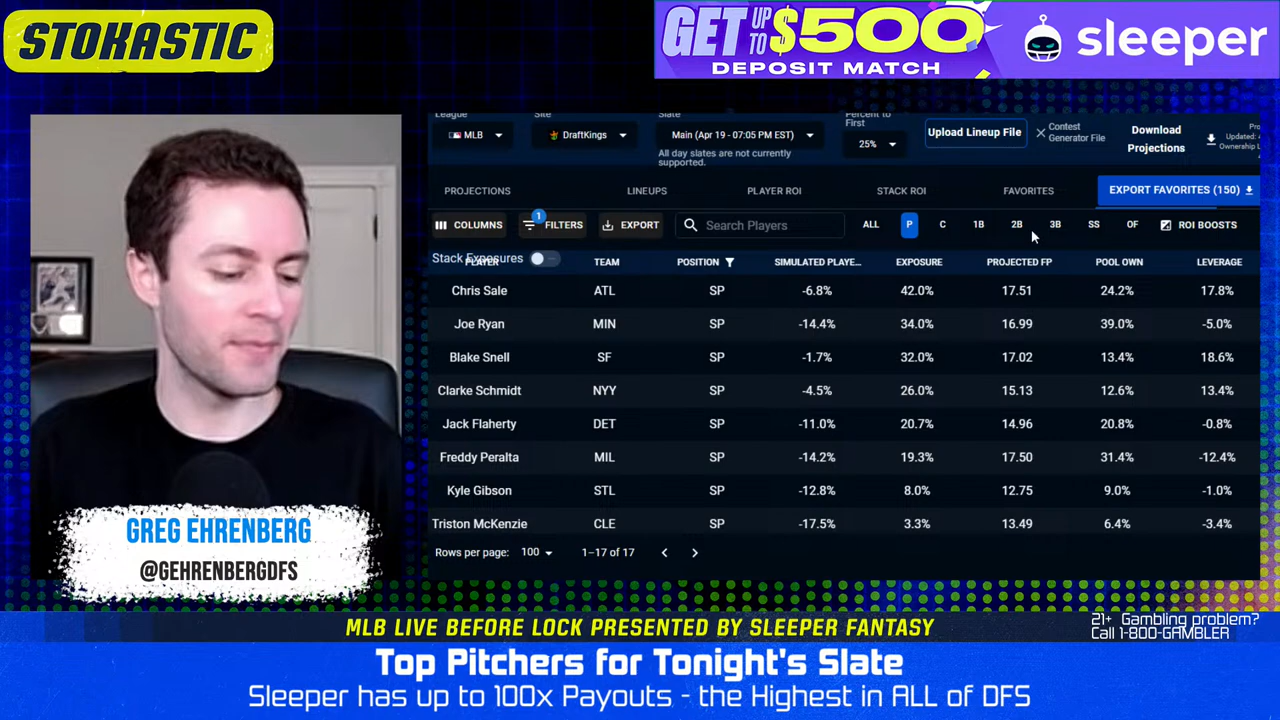 STOKASTIC
GET UP TO $500 sleeper
DEPOSIT MATCH
League Site Slate Percent to First
MLB DraftKings Main (Apr 19 - 07:05 PM EST) 25% Upload Lineup File Contest Generator File Download Projections
All day slates are not currently supported.
PROJECTIONS LINEUPS PLAYER ROI STACK ROI FAVORITES EXPORT FAVORITES (150)
COLUMNS 1 FILTERS EXPORT Search Players ALL P C 1B 2B 3B SS OF ROI BOOSTS
Stack Exposures
PLAYER TEAM POSITION SIMULATED PLAYE... EXPOSURE PROJECTED FP POOL OWN LEVERAGE
Chris Sale ATL SP -6.8% 42.0% 17.51 24.2% 17.8%
Joe Ryan MIN SP -14.4% 34.0% 16.99 39.0% -5.0%
Blake Snell SF SP -1.7% 32.0% 17.02 13.4% 18.6%
Clarke Schmidt NYY SP -4.5% 26.0% 15.13 12.6% 13.4%
Jack Flaherty DET SP -11.0% 20.7% 14.96 20.8% -0.8%
Freddy Peralta MIL SP -14.2% 19.3% 17.50 31.4% -12.4%
Kyle Gibson STL SP -12.8% 8.0% 12.75 9.0% -1.0%
Triston McKenzie CLE SP -17.5% 3.3% 13.49 6.4% -3.4%
Rows per page: 100 1–17 of 17
GREG EHRENBERG
@GEHRENBERGDFS
MLB LIVE BEFORE LOCK PRESENTED BY SLEEPER FANTASY
21+ Gambling problem?
Call 1-800-GAMBLER
Top Pitchers for Tonight's Slate
Sleeper has up to 100x Payouts - the Highest in ALL of DFS